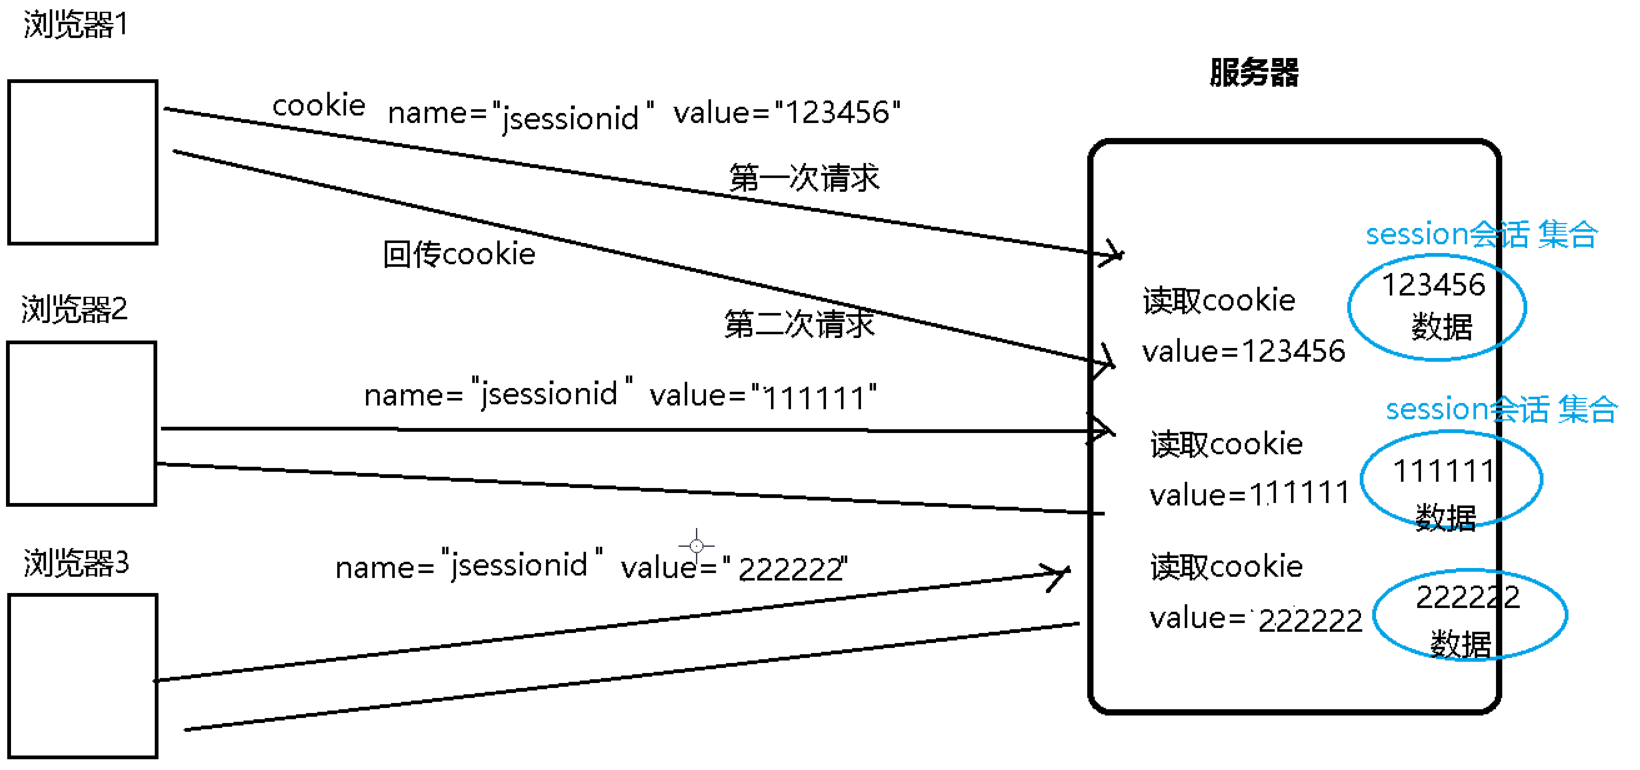 浏览器1
服务器
cookie name="jsessionid" value="123456"
第一次请求
session会话 集合
回传cookie
123456
读取cookie
数据
浏览器2
第二次请求
value=123456
name="jsessionid" value="111111"
session会话 集合
读取cookie
111111
value=111111
数据
浏览器3
name="jsessionid" value="222222"
读取cookie
222222
value=222222
数据